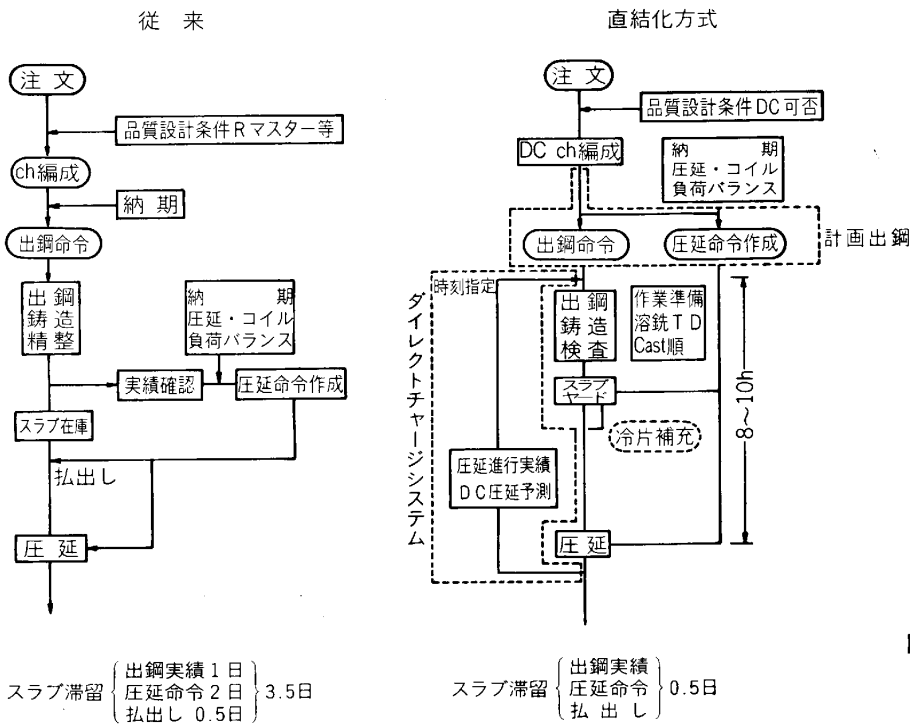 従 来
注 文
品質設計条件Rマスター等
ch編成
納 期
出鋼命令
出 鋼
鋳 造
精 整
納 期
圧延・コイル
負荷バランス
実績確認
圧延命令作成
スラブ在庫
払出し
圧 延
スラブ滞留
出鋼実績 1日
圧延命令 2日
払出し 0.5日
3.5日
直結化方式
注 文
品質設計条件DC可否
DC ch編成
納 期
圧延・コイル
負荷バランス
出鋼命令
圧延命令作成
計画出鋼
時刻指定
ダイレクトチャージシステム
出 鋼
鋳 造
検 査
作業準備
溶銑TD
Cast順
スラブ
ヤード
冷片補充
8~10h
圧延進行実績
DC圧延予測
圧 延
スラブ滞留
出鋼実績
圧延命令
払 出 し
0.5日